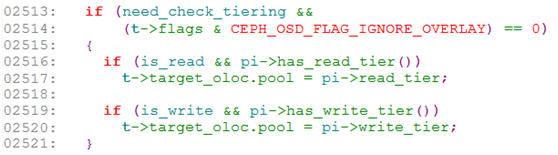 02513: if (need_check_tiering &&
02514: (t->flags & CEPH_OSD_FLAG_IGNORE_OVERLAY) == 0)
02515: {
02516: if (is_read && pi->has_read_tier())
02517: t->target_oloc.pool = pi->read_tier;
02518:
02519: if (is_write && pi->has_write_tier())
02520: t->target_oloc.pool = pi->write_tier;
02521: }